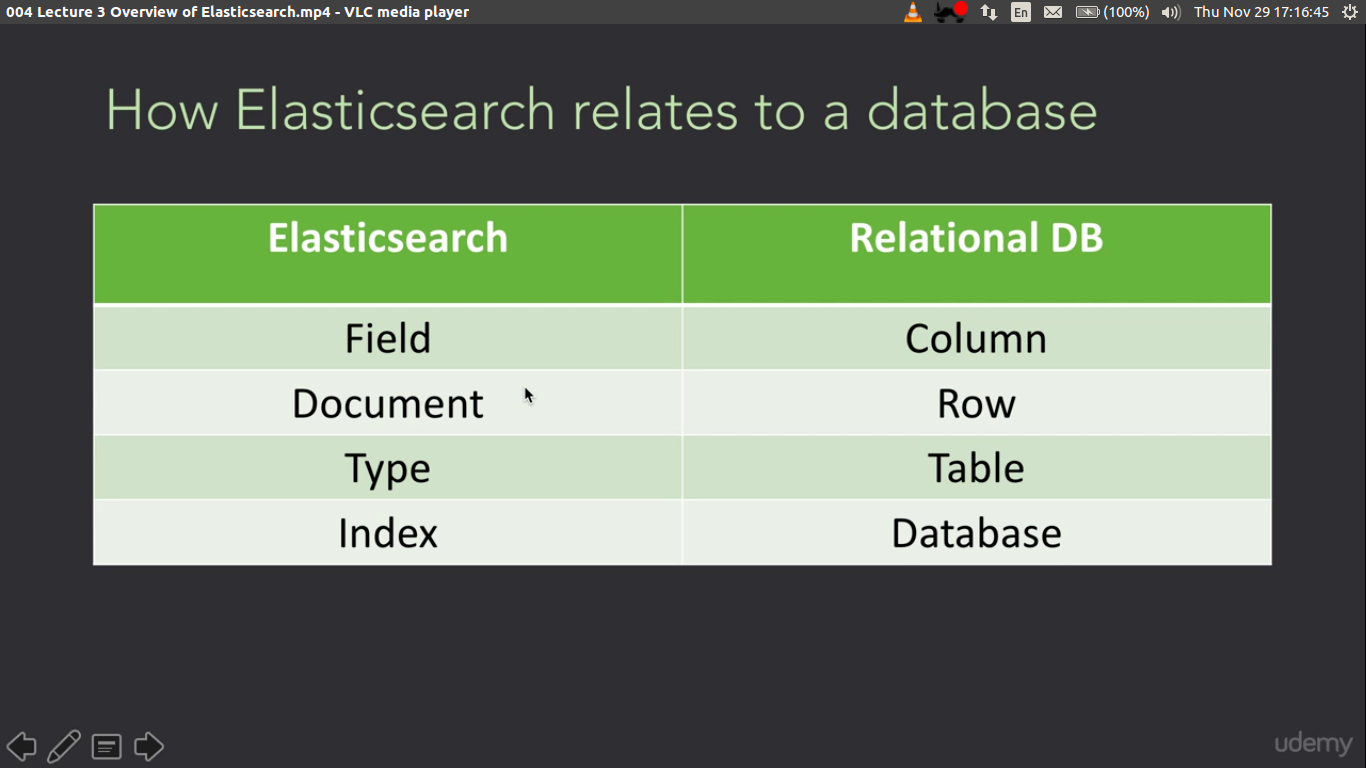 004 Lecture 3 Overview of Elasticsearch.mp4 - VLC media player En (100%) Thu Nov 29 17:16:45
How Elasticsearch relates to a database
Elasticsearch Relational DB
Field Column
Document Row
Type Table
Index Database
udemy